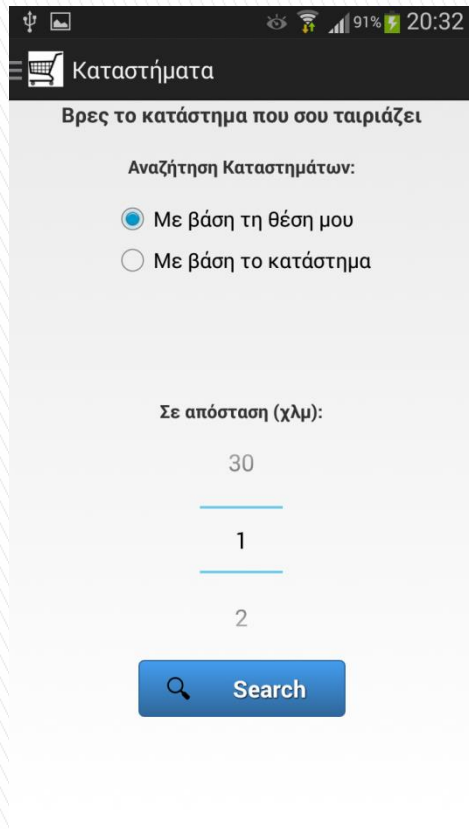 91% 20:32
Καταστήματα
Βρες το κατάστημα που σου ταιριάζει
Αναζήτηση Καταστημάτων:
Με βάση τη θέση μου
Με βάση το κατάστημα
Σε απόσταση (χλμ):
30
1
2
Search